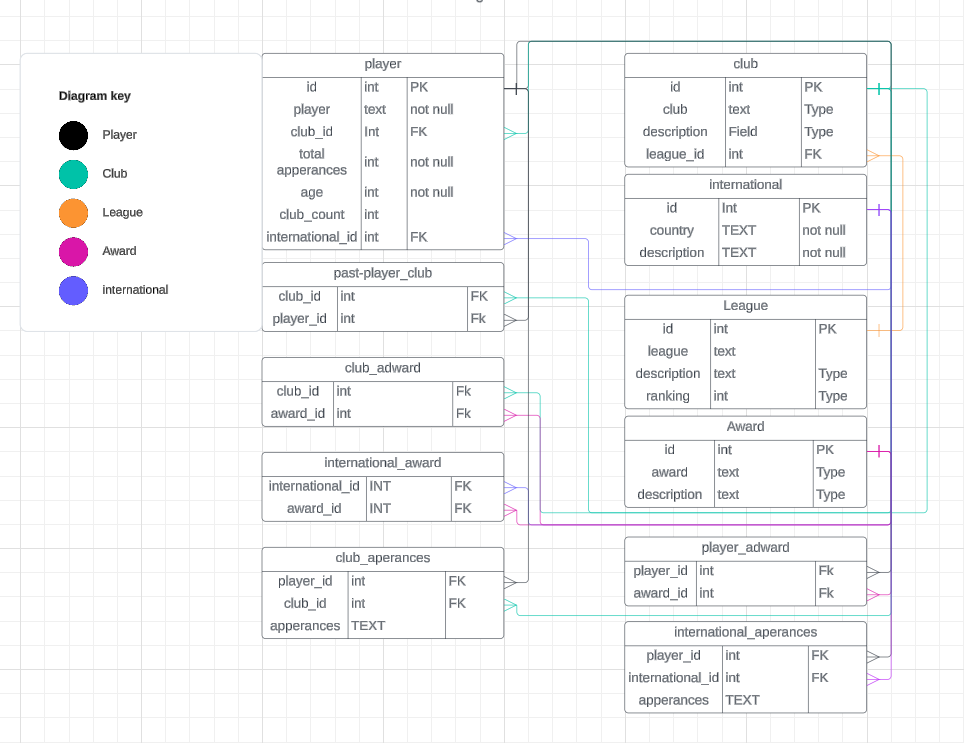 Diagram key
Player
Club
League
Award
international
player
id int PK
player text not null
club_id Int FK
total
apperances int not null
age int not null
club_count int
international_id int FK
past-player_club
club_id int FK
player_id int Fk
club_adward
club_id int Fk
award_id int Fk
international_award
international_id INT FK
award_id INT FK
club_aperances
player_id int FK
club_id int FK
apperances TEXT
club
id int PK
club text Type
description Field Type
league_id int FK
international
id Int PK
country TEXT not null
description TEXT not null
League
id int PK
league text
description text Type
ranking int Type
Award
id int PK
award text Type
description text Type
player_adward
player_id int Fk
award_id int Fk
international_aperances
player_id int FK
international_id int FK
apperances TEXT